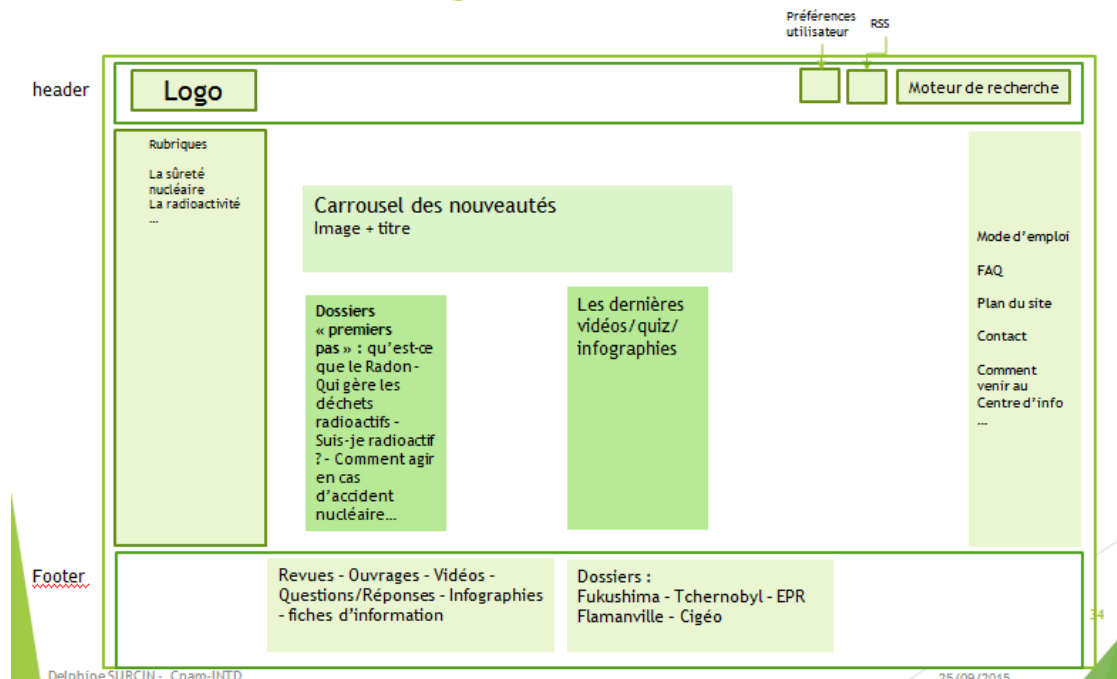 Préférences
utilisateur
RSS
header
Logo
Moteur de recherche
Rubriques
La sûreté
nucléaire
La radioactivité
…
Carrousel des nouveautés
Image + titre
Dossiers
« premiers
pas » : qu’est-ce
que le Radon –
Qui gère les
déchets
radioactifs –
Suis-je radioactif
? – Comment agir
en cas
d’accident
nucléaire…
Les dernières
vidéos/quiz/
infographies
Mode d’emploi
FAQ
Plan du site
Contact
Comment
venir au
Centre d’info
…
Footer
Revues – Ouvrages – Vidéos –
Questions/Réponses – Infographies
– fiches d’information
Dossiers :
Fukushima – Tchernobyl – EPR
Flamanville – Cigéo
34
Delphine SURCIN - Cnam-INTD
25/09/2015